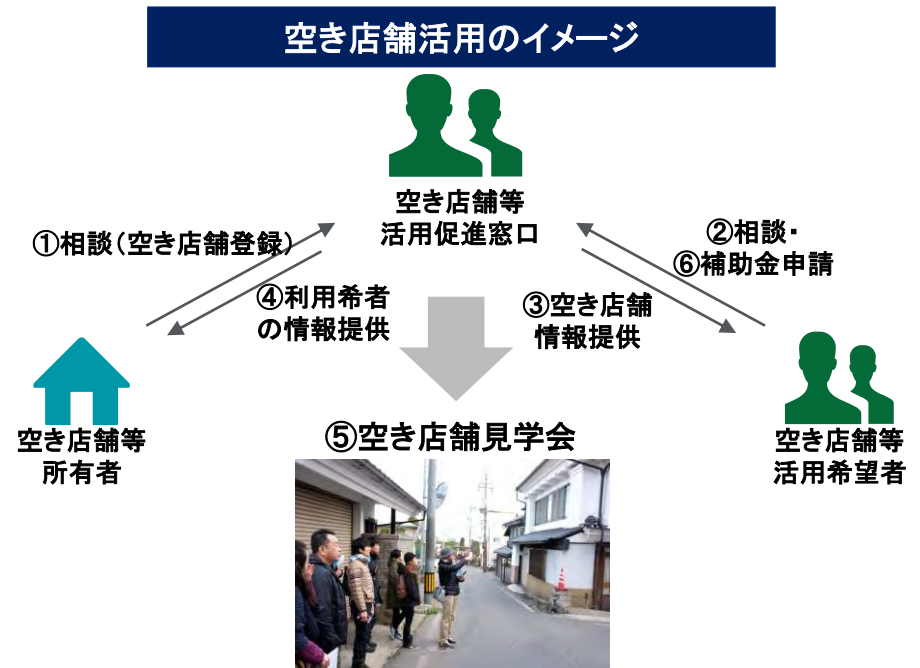 空き店舗活用のイメージ
空き店舗等
活用促進窓口
①相談（空き店舗登録）
②相談・
⑥補助金申請
④利用希者
の情報提供
③空き店舗
情報提供
空き店舗等
所有者
⑤空き店舗見学会
空き店舗等
活用希望者